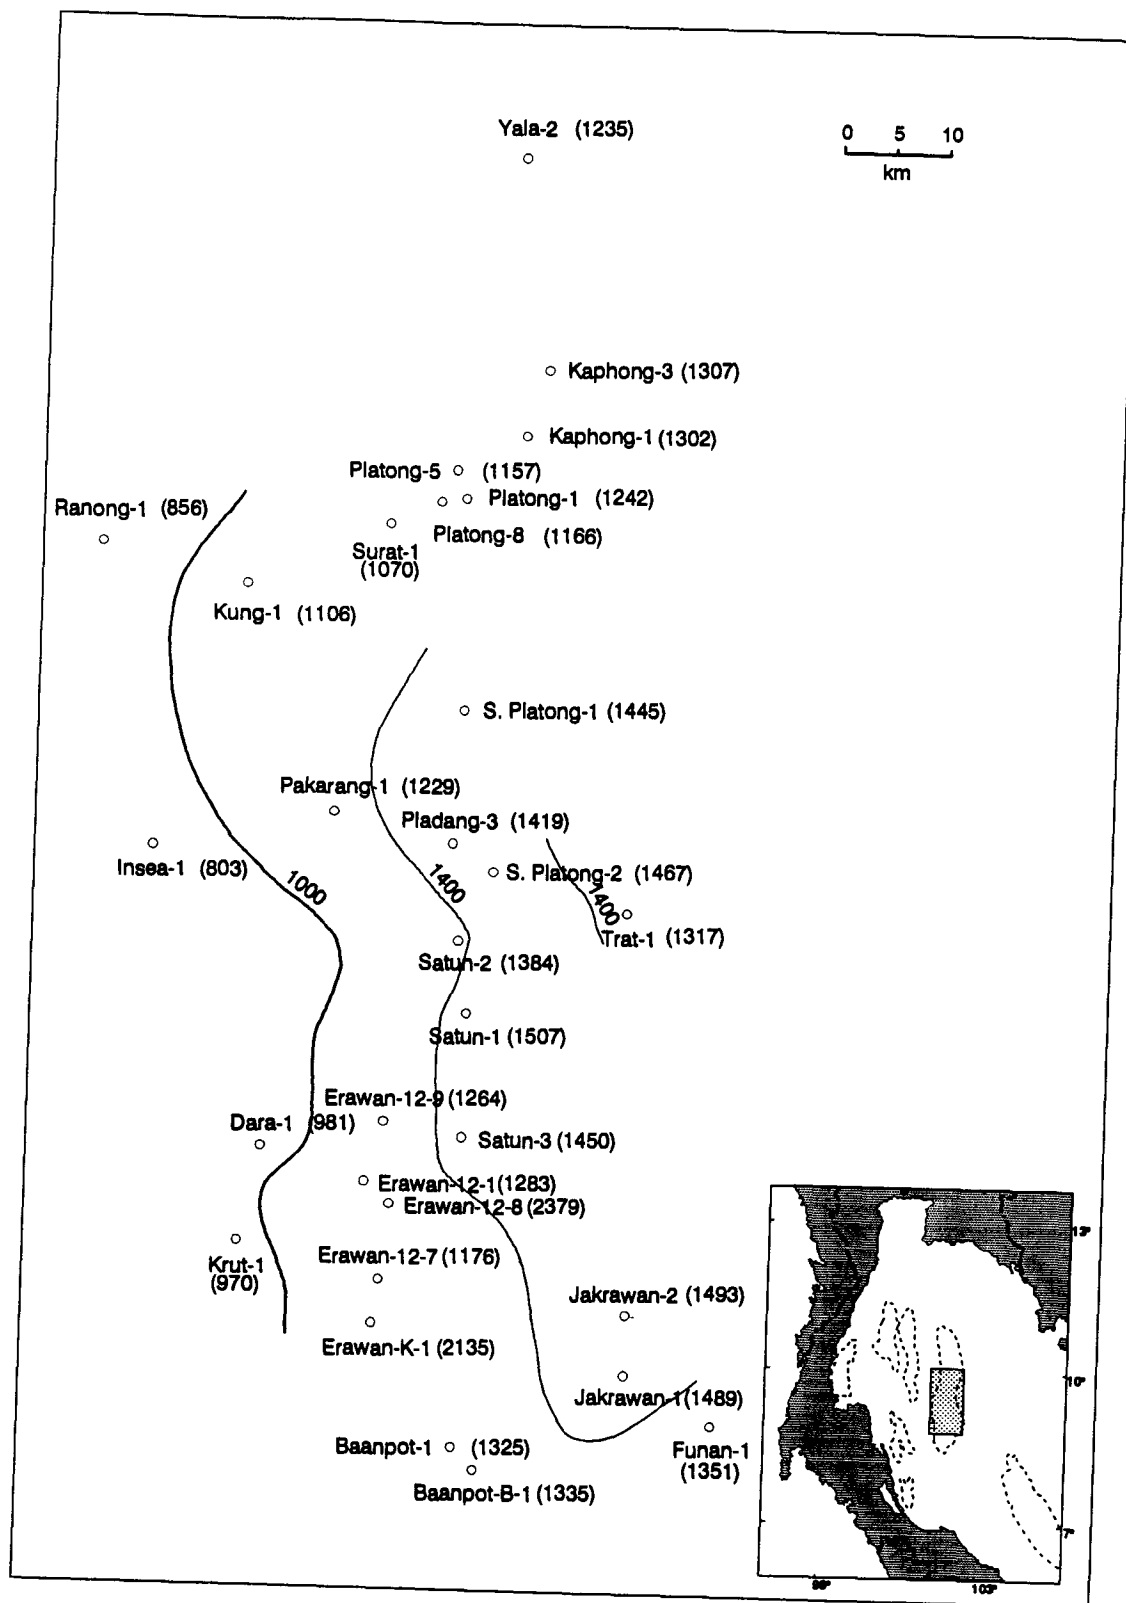 Yala-2 (1235)
0 5 10
km
Kaphong-3 (1307)
Kaphong-1 (1302)
Platong-5 (1157)
Platong-1 (1242)
Ranong-1 (856)
Platong-8 (1166)
Surat-1
(1070)
Kung-1 (1106)
S. Platong-1 (1445)
Pakarang-1 (1229)
Pladang-3 (1419)
Insea-1 (803)
1000
1400
S. Platong-2 (1467)
1400
Trat-1 (1317)
Satun-2 (1384)
Satun-1 (1507)
Erawan-12-9 (1264)
Dara-1 (981)
Satun-3 (1450)
Erawan-12-1 (1283)
Erawan-12-8 (2379)
Erawan-12-7 (1176)
Krut-1
(970)
Jakrawan-2 (1493)
Erawan-K-1 (2135)
Jakrawan-1 (1489)
Baanpot-1 (1325)
Funan-1
(1351)
Baanpot-B-1 (1335)
13°
10°
7°
103°